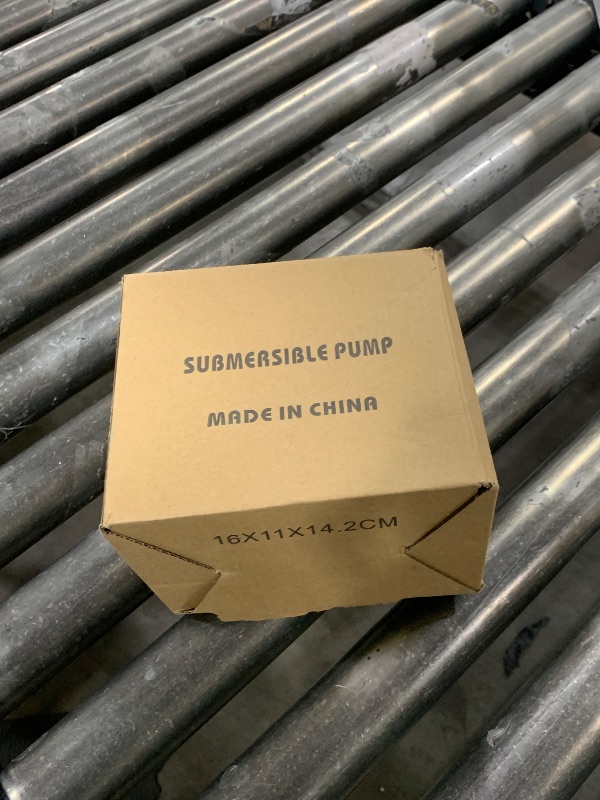 SUBMERSIBLE PUMP
MADE IN CHINA
16X11X14.2CM